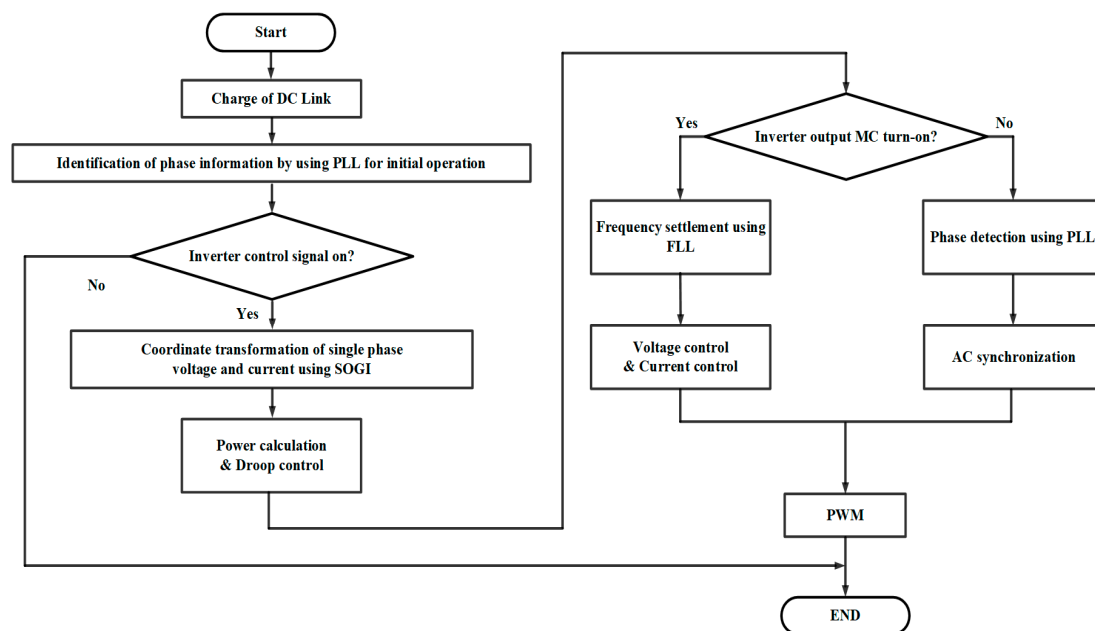 Start
Charge of DC Link
Identification of phase information by using PLL for initial operation
Inverter control signal on?
No
Yes
Coordinate transformation of single phase
voltage and current using SOGI
Power calculation
& Droop control
Inverter output MC turn-on?
Yes
No
Frequency settlement using
FLL
Phase detection using PLL
Voltage control
& Current control
AC synchronization
PWM
END